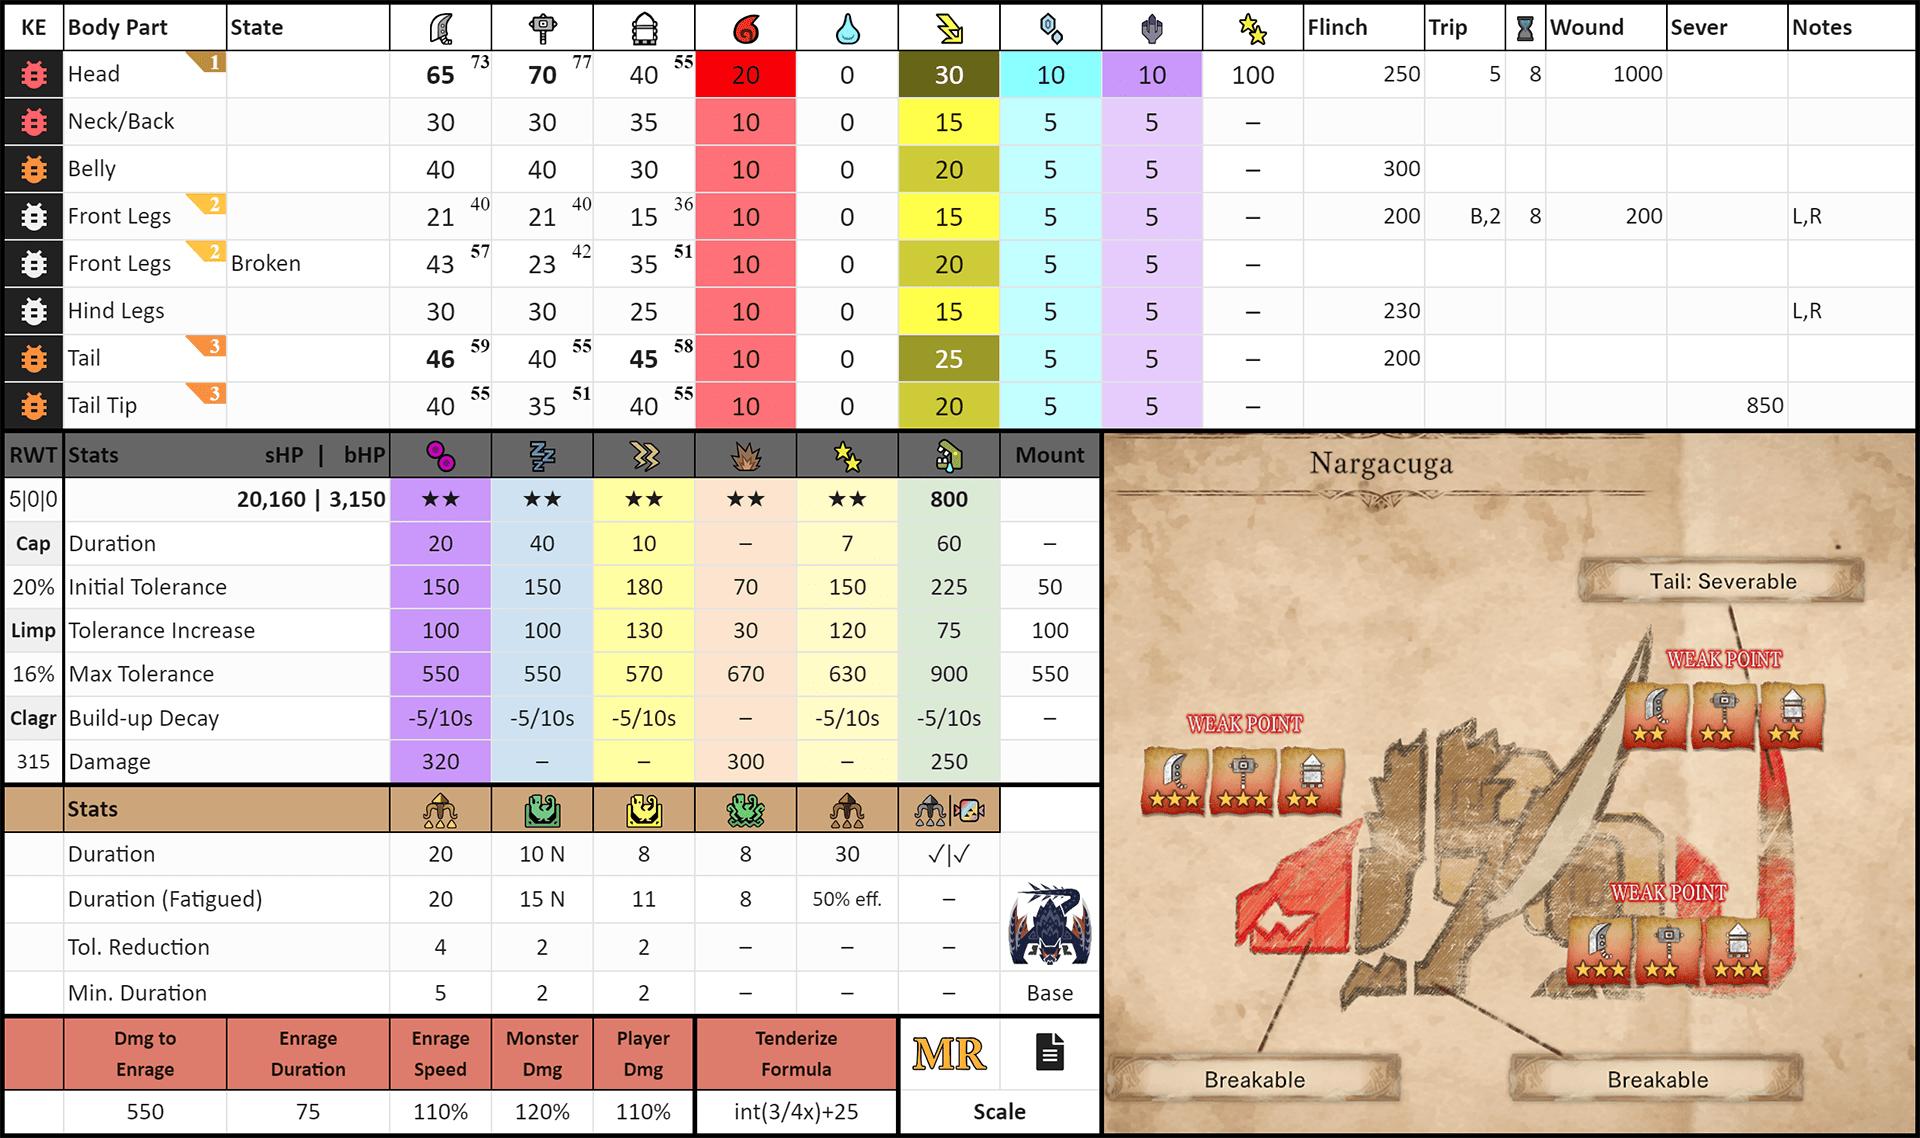 KE Body Part State Flinch Trip Wound Sever Notes
Head 1 65 73 70 77 40 55 20 0 30 10 10 100 250 5 8 1000
Neck/Back 30 30 35 10 0 15 5 5 –
Belly 40 40 30 10 0 20 5 5 – 300
Front Legs 2 21 40 21 40 15 36 10 0 15 5 5 – 200 B,2 8 200 L,R
Front Legs 2 Broken 43 57 23 42 35 51 10 0 20 5 5 –
Hind Legs 30 30 25 10 0 15 5 5 – 230 L,R
Tail 3 46 59 40 55 45 58 10 0 25 5 5 – 200
Tail Tip 3 40 55 35 51 40 55 10 0 20 5 5 – 850
RWT Stats sHP | bHP Mount
5|0|0 20,160 | 3,150 ★★ ★★ ★★ ★★ ★★ 800
Cap Duration 20 40 10 – 7 60 –
20% Initial Tolerance 150 150 180 70 150 225 50
Limp Tolerance Increase 100 100 130 30 120 75 100
16% Max Tolerance 550 550 570 670 630 900 550
Clagr Build-up Decay -5/10s -5/10s -5/10s – -5/10s -5/10s –
315 Damage 320 – – 300 – 250
Stats
Duration 20 10 N 8 8 30 ✓|✓
Duration (Fatigued) 20 15 N 11 8 50% eff. –
Tol. Reduction 4 2 2 – – –
Min. Duration 5 2 2 – – – Base
Dmg to Enrage Enrage Duration Enrage Speed Monster Dmg Player Dmg Tenderize Formula MR
550 75 110% 120% 110% int(3/4x)+25 Scale
Nargacuga
Tail: Severable
WEAK POINT
WEAK POINT
WEAK POINT
Breakable
Breakable